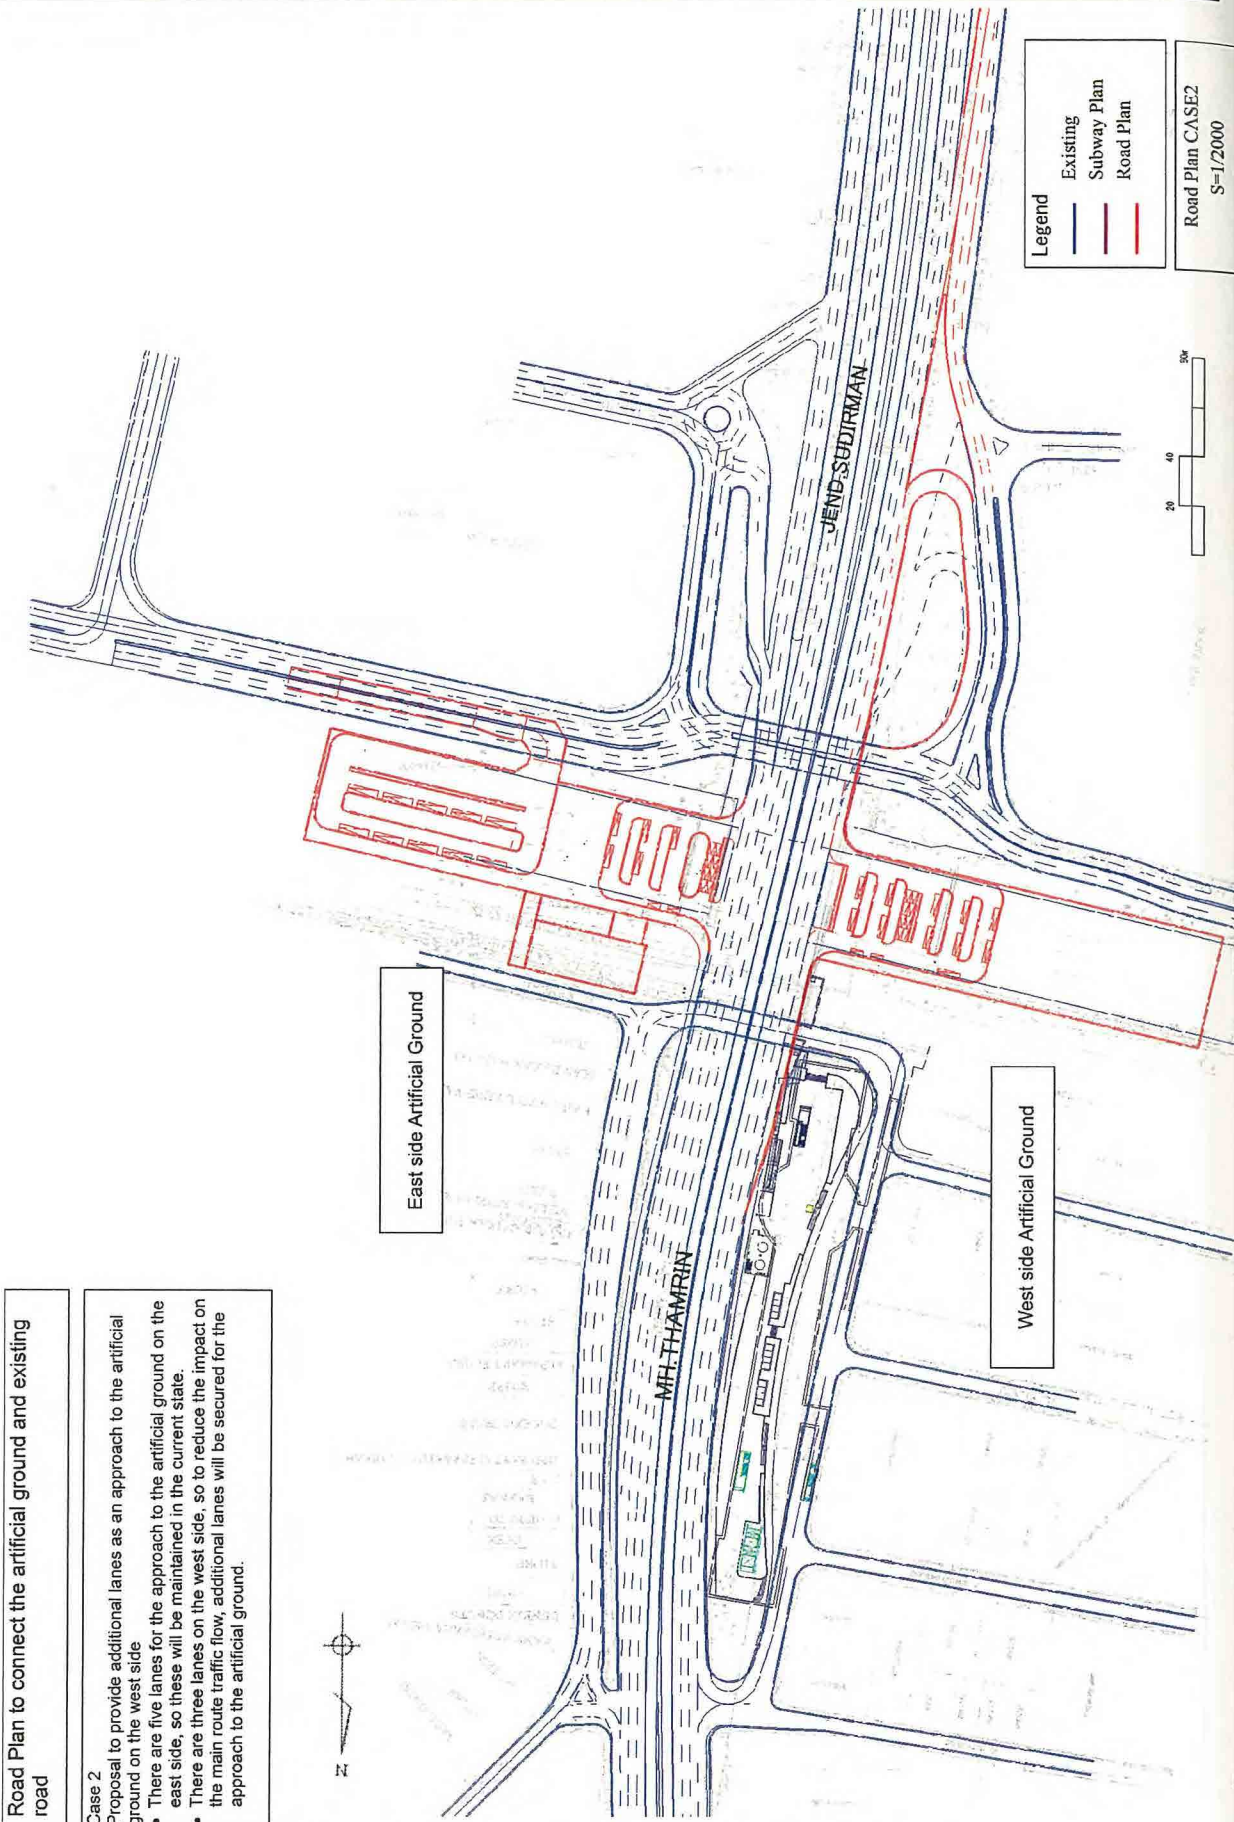 Road Plan to connect the artificial ground and existing
road
Case 2
Proposal to provide additional lanes as an approach to the artificial
ground on the west side
• There are five lanes for the approach to the artificial ground on the
east side, so these will be maintained in the current state.
• There are three lanes on the west side, so to reduce the impact on
the main route traffic flow, additional lanes will be secured for the
approach to the artificial ground.
N
East side Artificial Ground
MH.THAMRIN
West side Artificial Ground
JEND.SUDIRMAN
20
40
Legend
Existing
Subway Plan
Road Plan
Road Plan CASE2
S=1/2000